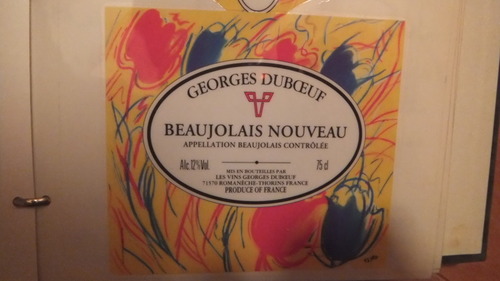 GEORGES DUBŒUF
BEAUJOLAIS NOUVEAU
APPELLATION BEAUJOLAIS CONTRÔLÉE
Alc.12%Vol.
MIS EN BOUTEILLES PAR
LES VINS GEORGES DUBŒUF
71570 ROMANÈCHE-THORINS FRANCE
PRODUCE OF FRANCE
75 cl